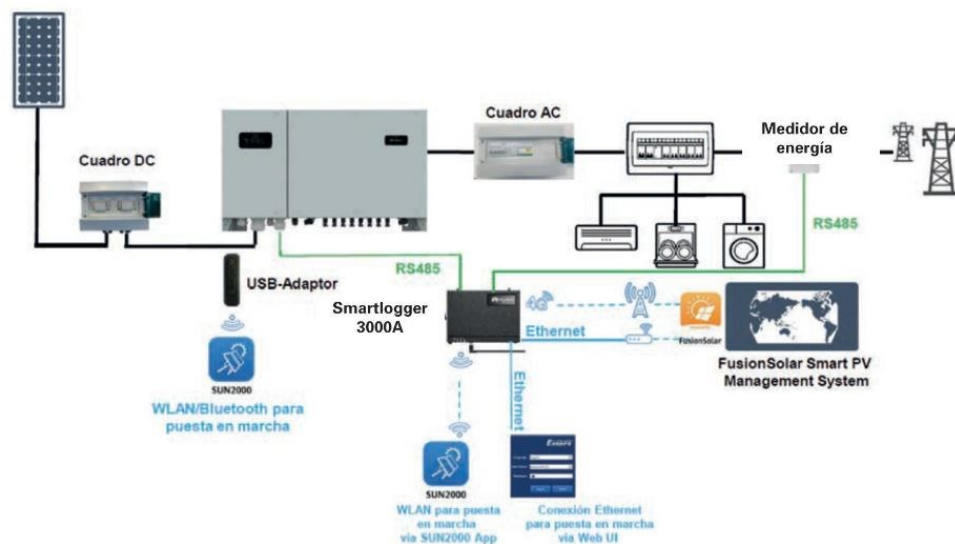 Cuadro DC
Cuadro AC
Medidor de
energía
RS485
RS485
USB-Adaptor
Smartlogger
3000A
4G
Ethernet
FusionSolar
FusionSolar Smart PV
Management System
SUN2000
WLAN/Bluetooth para
puesta en marcha
Ethernet
SUN2000
WLAN para puesta
en marcha
via SUN2000 App
Conexión Ethernet
para puesta en marcha
via Web UI